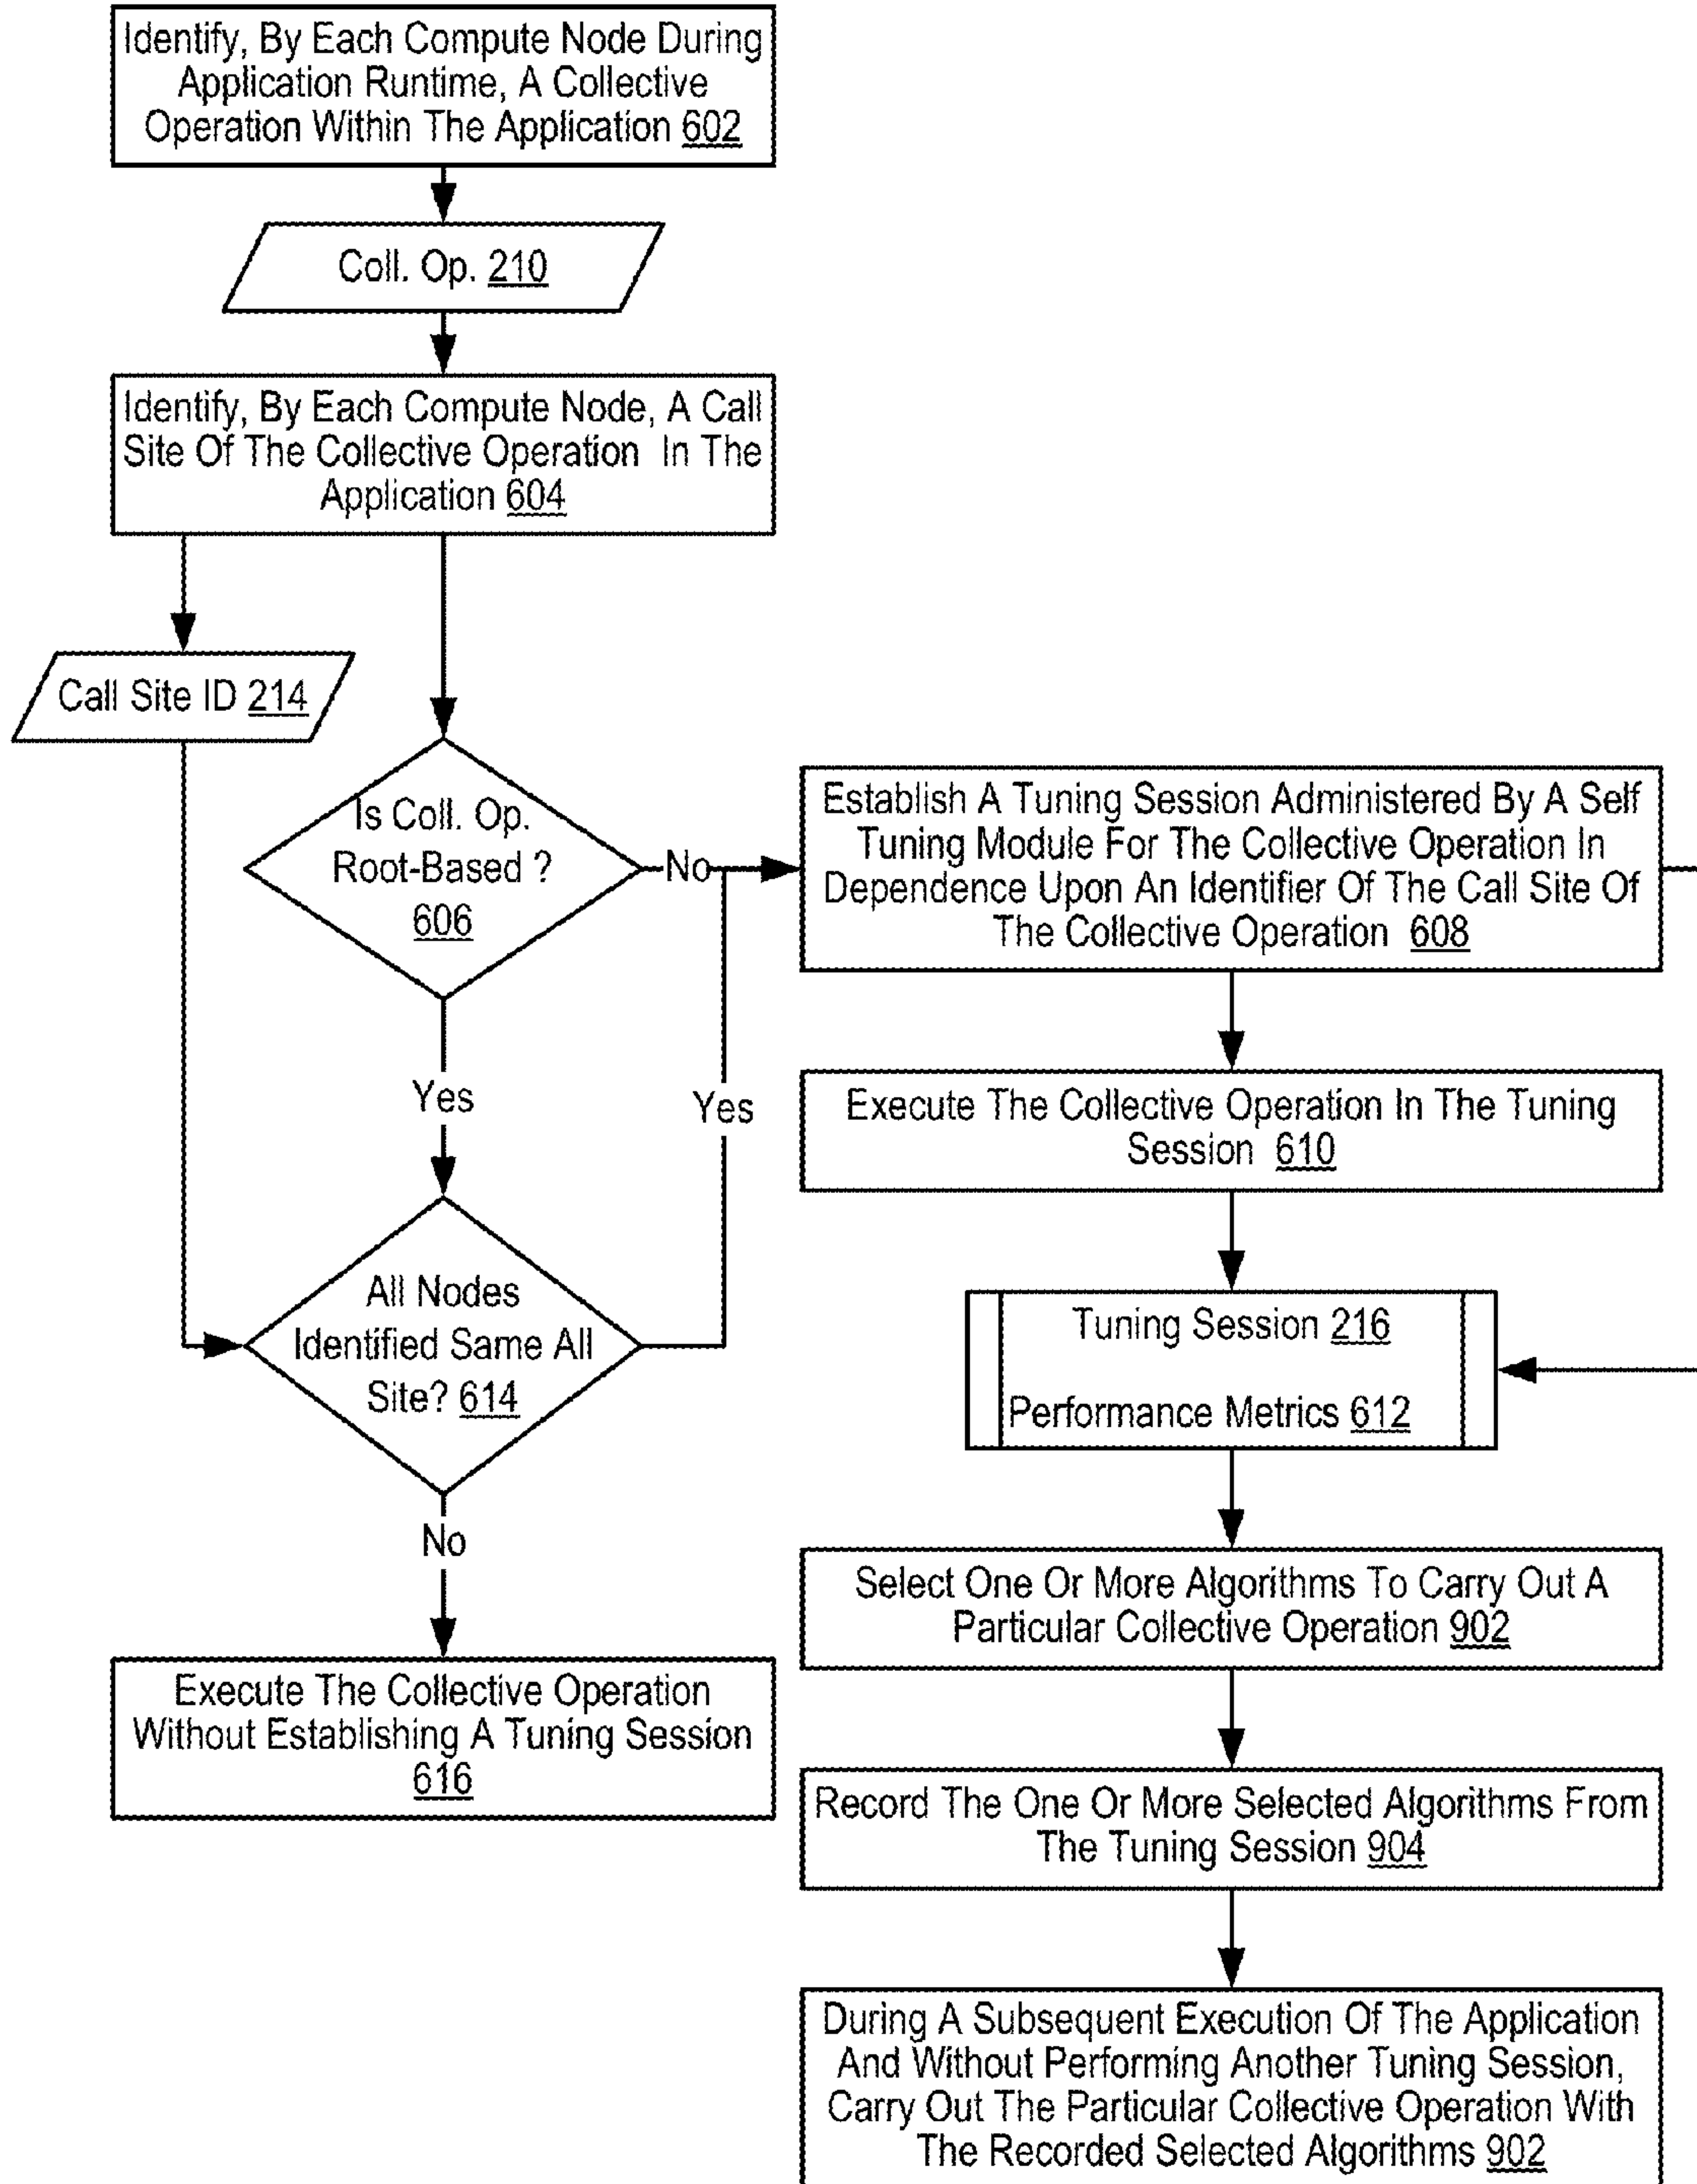 Identify, By Each Compute Node During
Application Runtime, A Collective
Operation Within The Application 602
Coll. Op. 210
Identify, By Each Compute Node, A Call
Site Of The Collective Operation In The
Application 604
Call Site ID 214
Is Coll. Op.
Root-Based ?
606
No
Yes
Yes
All Nodes
Identified Same All
Site? 614
No
Execute The Collective Operation
Without Establishing A Tuning Session
616
Establish A Tuning Session Administered By A Self
Tuning Module For The Collective Operation In
Dependence Upon An Identifier Of The Call Site Of
The Collective Operation 608
Execute The Collective Operation In The Tuning
Session 610
Tuning Session 216
Performance Metrics 612
Select One Or More Algorithms To Carry Out A
Particular Collective Operation 902
Record The One Or More Selected Algorithms From
The Tuning Session 904
During A Subsequent Execution Of The Application
And Without Performing Another Tuning Session,
Carry Out The Particular Collective Operation With
The Recorded Selected Algorithms 902